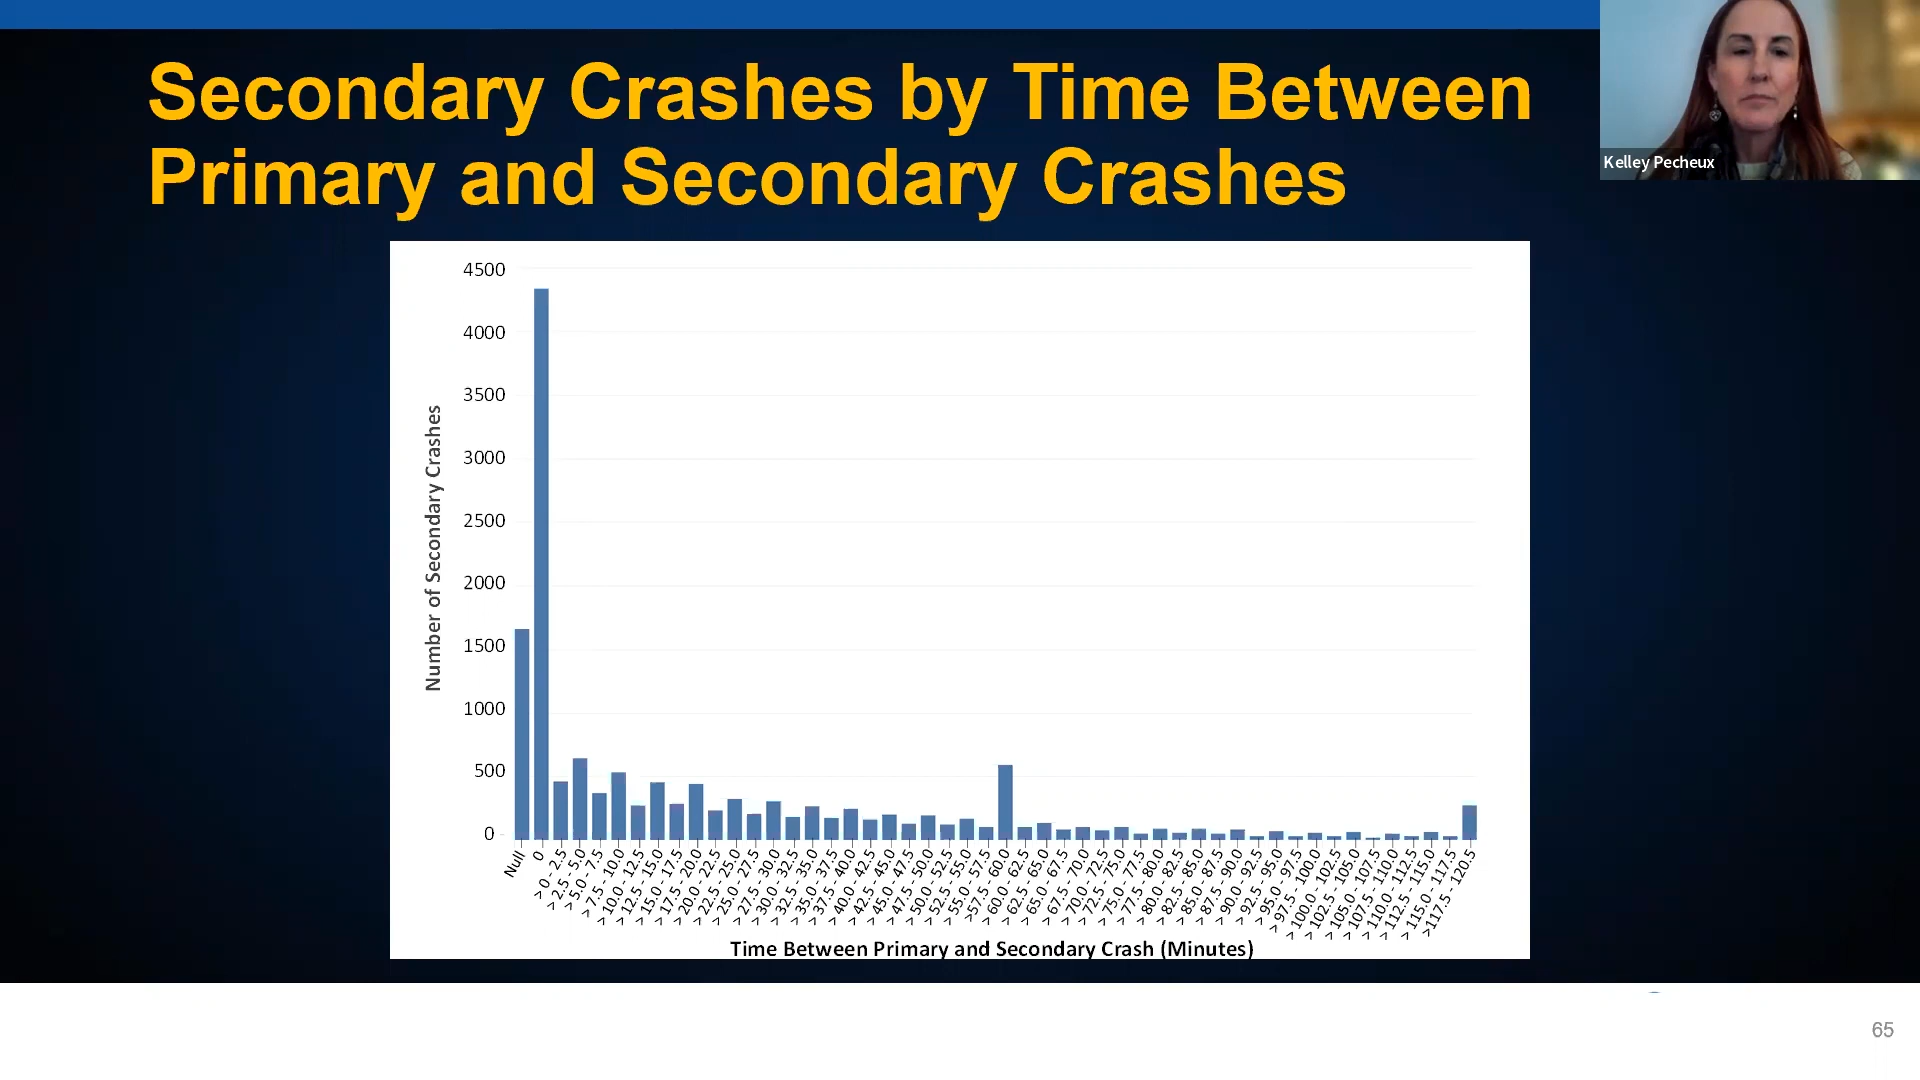 Secondary Crashes by Time Between
Primary and Secondary Crashes
Kelley Pecheux
4500
4000
3500
3000
2500
2000
1500
1000
500
0
Number of Secondary Crashes
Null
0
> 0 - 2.5
> 2.5 - 5.0
> 5.0 - 7.5
> 7.5 - 10.0
> 10.0 - 12.5
> 12.5 - 15.0
> 15.0 - 17.5
> 17.5 - 20.0
> 20.0 - 22.5
> 22.5 - 25.0
> 25.0 - 27.5
> 27.5 - 30.0
> 30.0 - 32.5
> 32.5 - 35.0
> 35.0 - 37.5
> 37.5 - 40.0
> 40.0 - 42.5
> 42.5 - 45.0
> 45.0 - 47.5
> 47.5 - 50.0
> 50.0 - 52.5
> 52.5 - 55.0
> 55.0 - 57.5
>57.5 - 60.0
> 60.0 - 62.5
> 62.5 - 65.0
> 65.0 - 67.5
> 67.5 - 70.0
> 70.0 - 72.5
> 72.5 - 75.0
> 75.0 - 77.5
> 77.5 - 80.0
> 80.0 - 82.5
> 82.5 - 85.0
> 85.0 - 87.5
> 87.5 - 90.0
> 90.0 - 92.5
> 92.5 - 95.0
> 95.0 - 97.5
> 97.5 - 100.0
> 100.0 - 102.5
> 102.5 - 105.0
> 105.0 - 107.5
> 107.5 - 110.0
> 110.0 - 112.5
> 112.5 - 115.0
> 115.0 - 117.5
>117.5 - 120.5
Time Between Primary and Secondary Crash (Minutes)
65